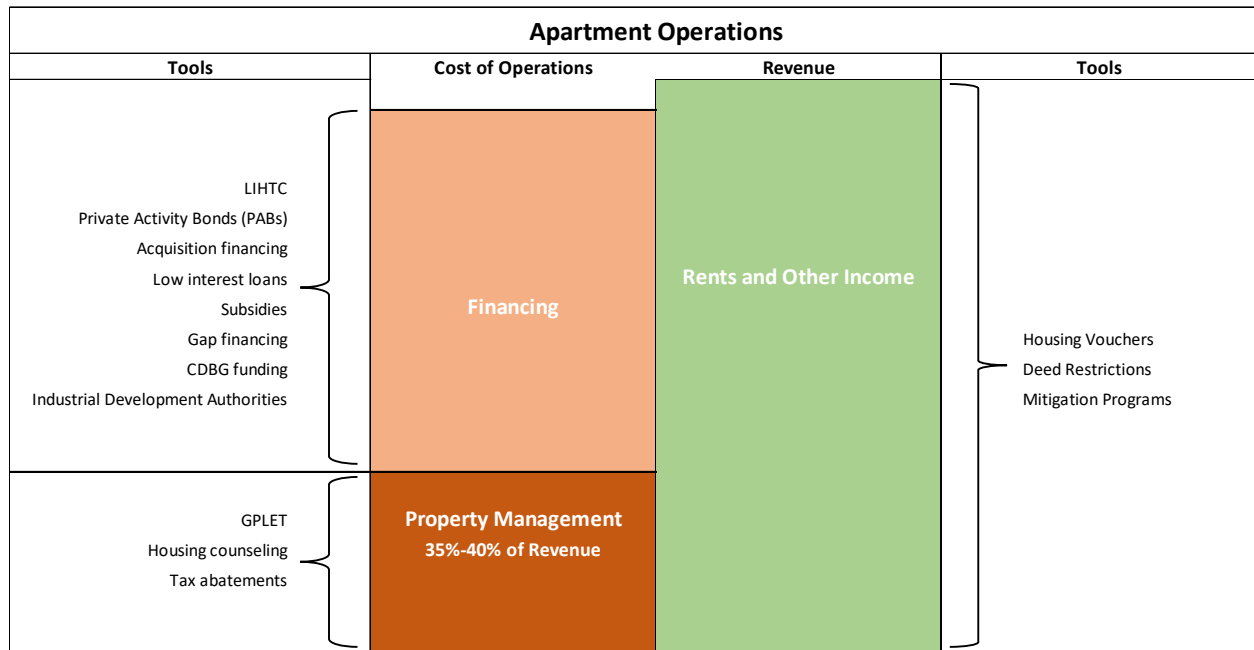 Apartment Operations
Tools
Cost of Operations
Revenue
Tools
LIHTC
Private Activity Bonds (PABs)
Acquisition financing
Low interest loans
Subsidies
Gap financing
CDBG funding
Industrial Development Authorities
Financing
Rents and Other Income
Housing Vouchers
Deed Restrictions
Mitigation Programs
GPLET
Housing counseling
Tax abatements
Property Management
35%-40% of Revenue